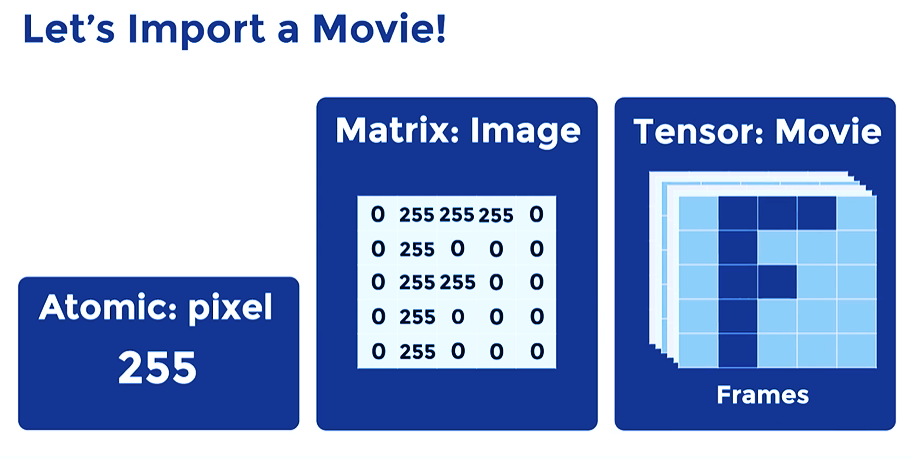 Let's Import a Movie!
Atomic: pixel
255
Matrix: Image
0 255 255 255 0
0 255 0 0 0
0 255 255 0 0
0 255 0 0 0
0 255 0 0 0
Tensor: Movie
Frames